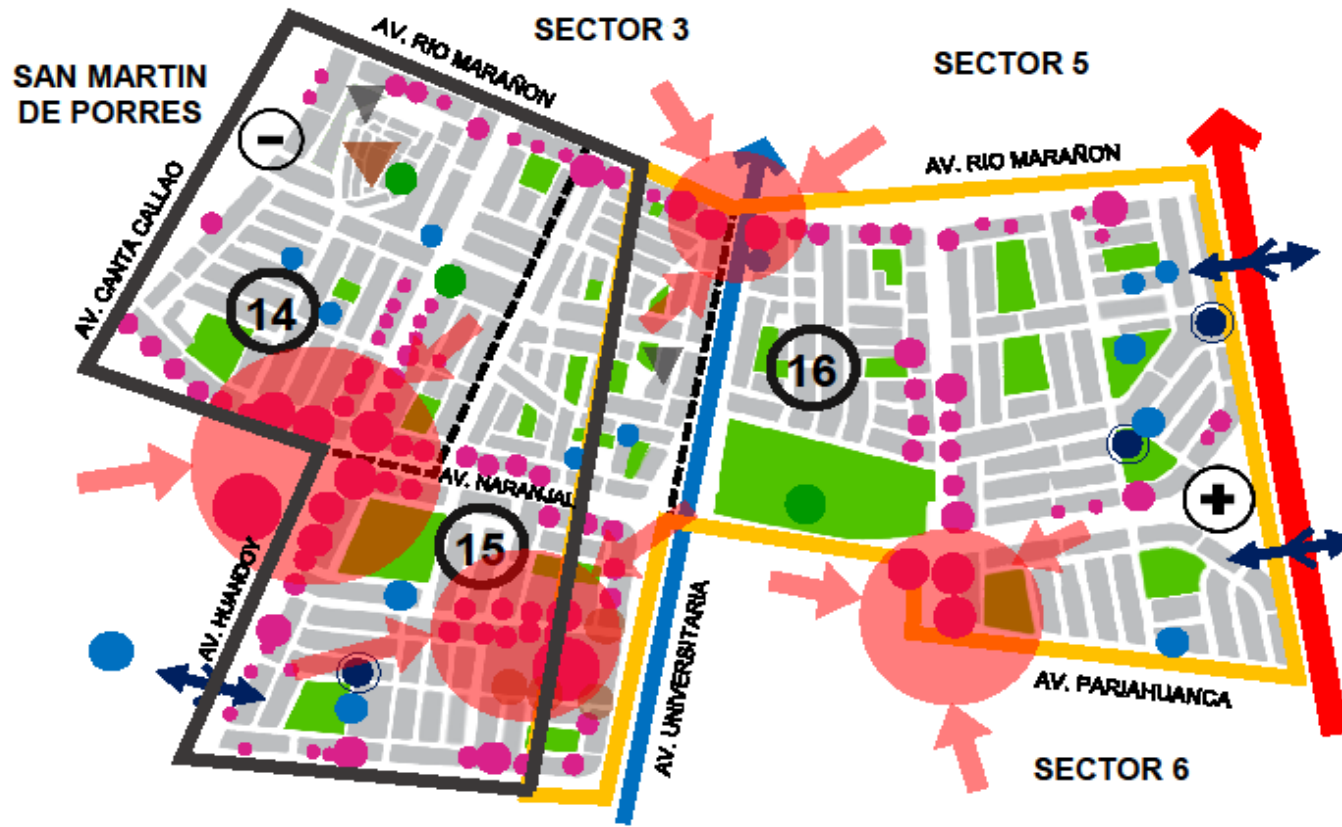 SECTOR 3
AV. RIO MARAÑON
SECTOR 5
SAN MARTIN
DE PORRES
-
AV. RIO MARAÑON
AV. CANTA CALLAO
14
16
AV. NARANJAL
+
15
AV. HUANDOY
AV. UNIVERSITARIA
AV. PARIAHUANCA
SECTOR 6